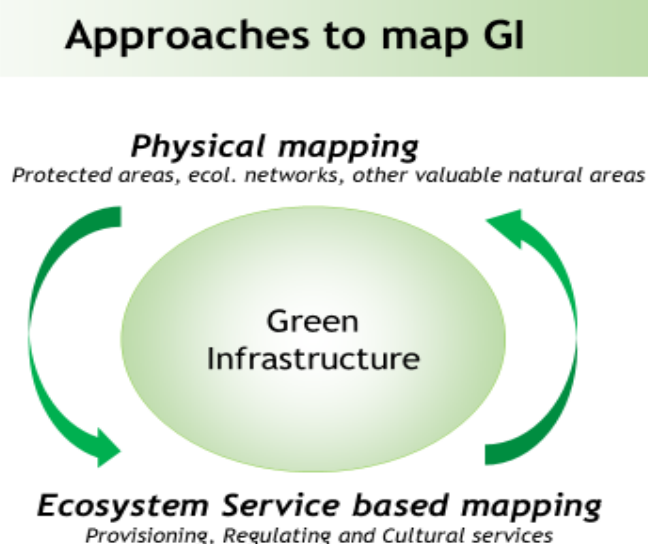 Approaches to map GI
Physical mapping
Protected areas, ecol. networks, other valuable natural areas
Green
Infrastructure
Ecosystem Service based mapping
Provisioning, Regulating and Cultural services